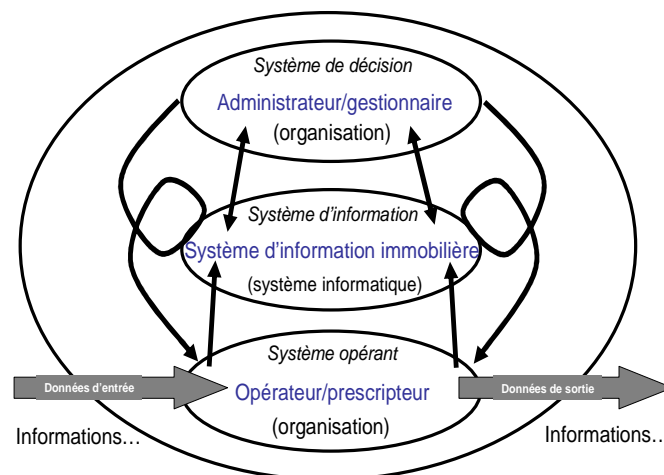 Système de décision
Administrateur/gestionnaire
(organisation)
Système d'information
Système d'information immobilière
(système informatique)
Système opérant
Données d'entrée
Opérateur/prescripteur
Données de sortie
(organisation)
Informations…
Informations…